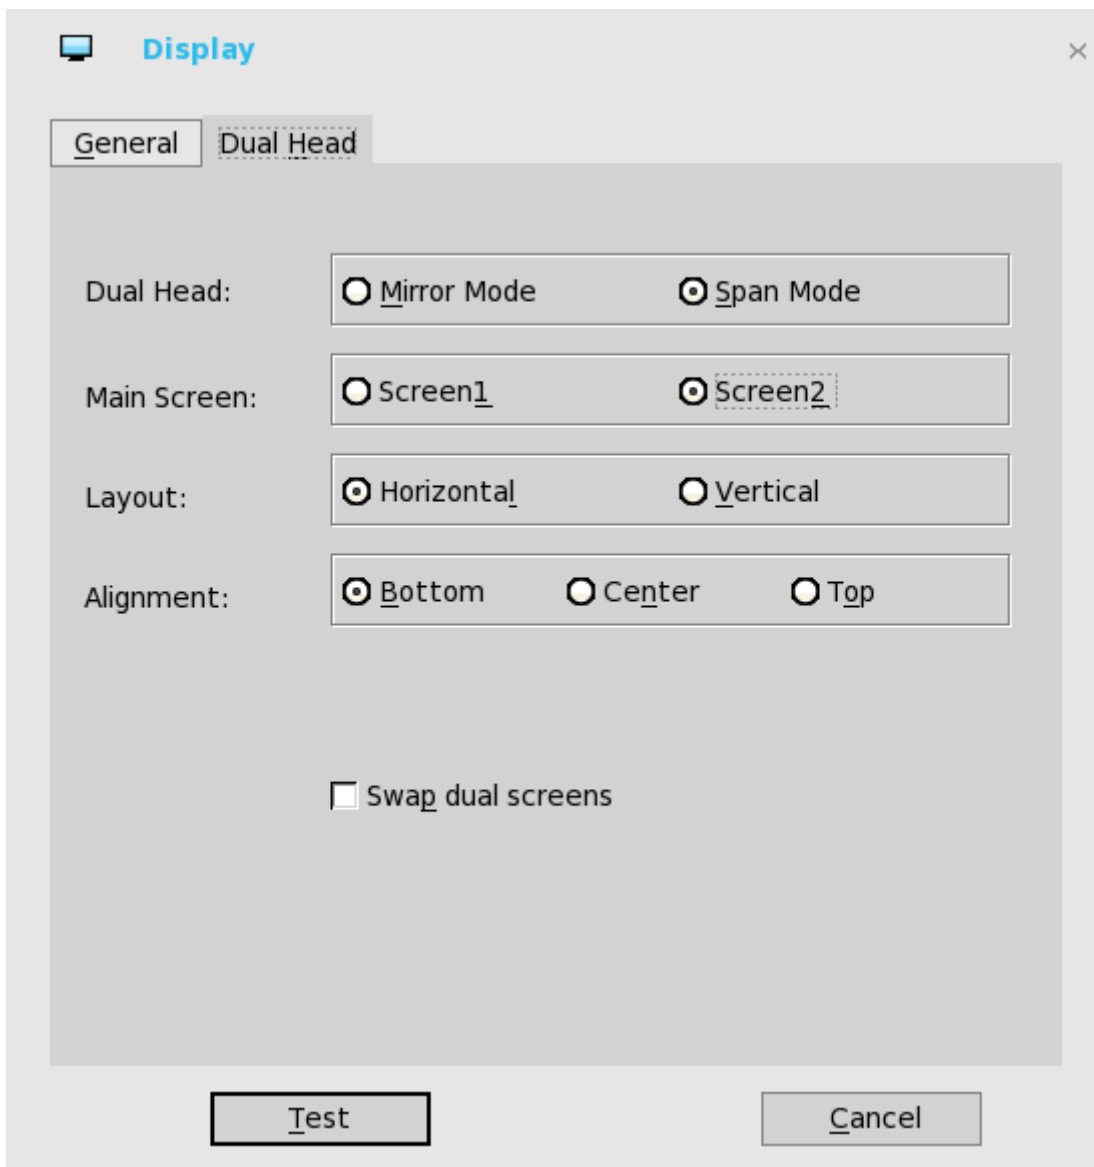 Display
General Dual Head
Dual Head: Mirror Mode Span Mode
Main Screen: Screen1 Screen2
Layout: Horizontal Vertical
Alignment: Bottom Center Top
Swap dual screens
Test Cancel